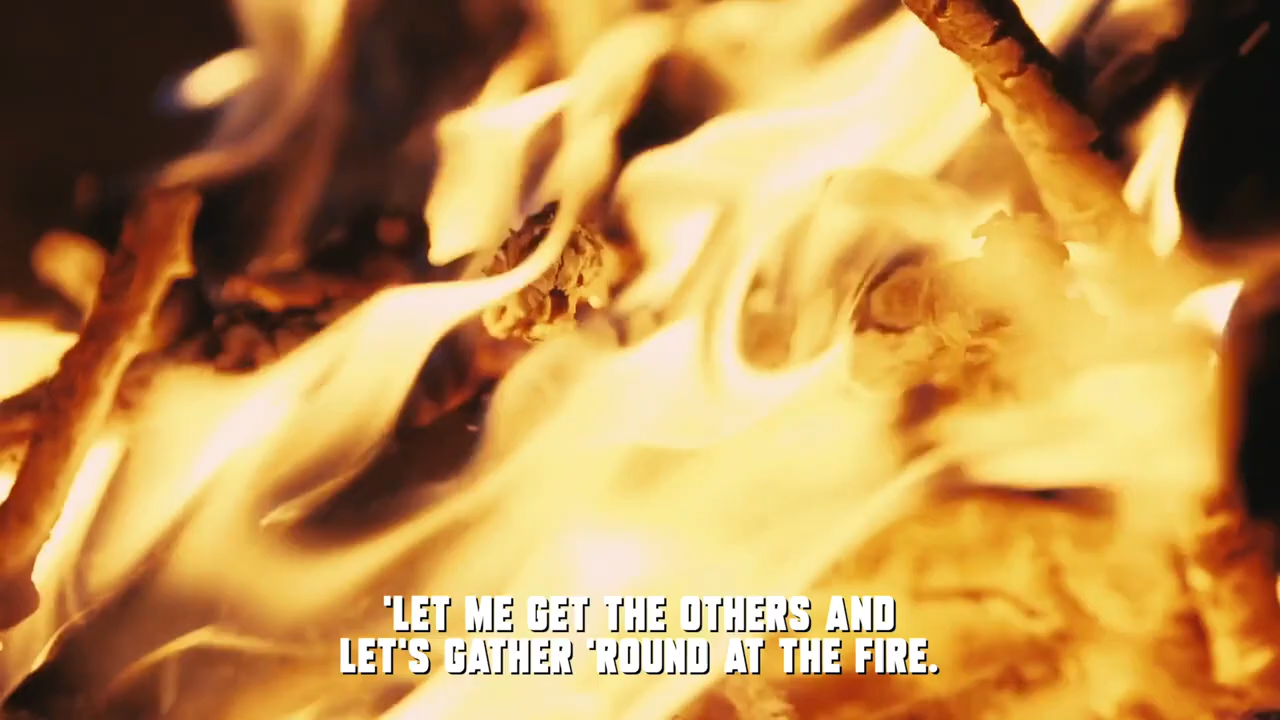 'LET ME GET THE OTHERS AND
LET'S GATHER 'ROUND AT THE FIRE.